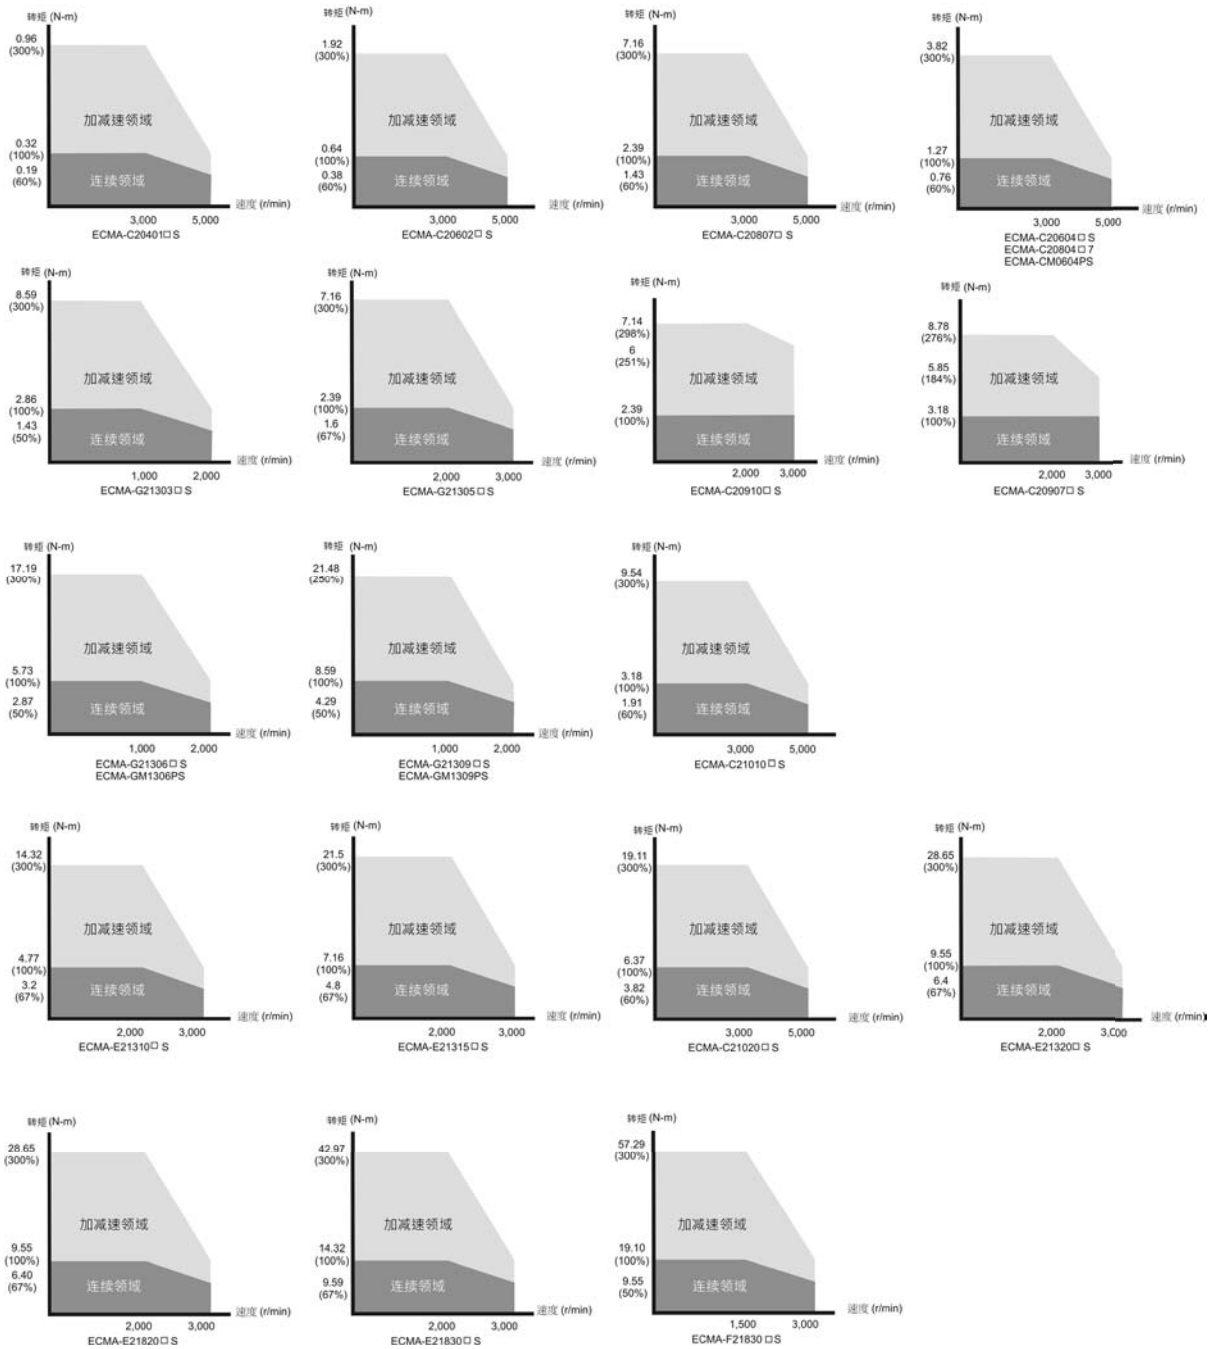 转矩 (N-m)
0.96
(300%)
加减速领域
0.32
(100%)
0.19
(60%)
连续领域
3,000
5,000
速度 (r/min)
ECMA-C20401□ S
转矩 (N-m)
1.92
(300%)
加减速领域
0.64
(100%)
0.38
(60%)
连续领域
3,000
5,000
速度 (r/min)
ECMA-C20602□ S
转矩 (N-m)
7.16
(300%)
加减速领域
2.39
(100%)
1.43
(60%)
连续领域
3,000
5,000
速度 (r/min)
ECMA-C20807□ S
转矩 (N-m)
3.82
(300%)
加减速领域
1.27
(100%)
0.76
(60%)
连续领域
3,000
5,000
速度 (r/min)
ECMA-C20604□ S
ECMA-C20804□ 7
ECMA-CM0604PS
转矩 (N-m)
8.59
(300%)
加减速领域
2.86
(100%)
1.43
(50%)
连续领域
1,000
2,000
速度 (r/min)
ECMA-G21303□ S
转矩 (N-m)
7.16
(300%)
加减速领域
2.39
(100%)
1.6
(67%)
连续领域
2,000
3,000
速度 (r/min)
ECMA-G21305□ S
转矩 (N-m)
7.14
(298%)
6
(251%)
加减速领域
2.39
(100%)
连续领域
2,000
3,000
速度 (r/min)
ECMA-C20910□ S
转矩 (N-m)
8.78
(276%)
5.85
(184%)
加减速领域
3.18
(100%)
连续领域
2,000
3,000
速度 (r/min)
ECMA-C20907□ S
转矩 (N-m)
17.19
(300%)
加减速领域
5.73
(100%)
2.87
(50%)
连续领域
1,000
2,000
速度 (r/min)
ECMA-G21306□ S
ECMA-GM1306PS
转矩 (N-m)
21.48
(250%)
加减速领域
8.59
(100%)
4.29
(50%)
连续领域
1,000
2,000
速度 (r/min)
ECMA-G21309□ S
ECMA-GM1309PS
转矩 (N-m)
9.54
(300%)
加减速领域
3.18
(100%)
1.91
(60%)
连续领域
3,000
5,000
速度 (r/min)
ECMA-C21010□ S
转矩 (N-m)
14.32
(300%)
加减速领域
4.77
(100%)
3.2
(67%)
连续领域
2,000
3,000
速度 (r/min)
ECMA-E21310□ S
转矩 (N-m)
21.5
(300%)
加减速领域
7.16
(100%)
4.8
(67%)
连续领域
2,000
3,000
速度 (r/min)
ECMA-E21315□ S
转矩 (N-m)
19.11
(300%)
加减速领域
6.37
(100%)
3.82
(60%)
连续领域
3,000
5,000
速度 (r/min)
ECMA-C21020□ S
转矩 (N-m)
28.65
(300%)
加减速领域
9.55
(100%)
6.4
(67%)
连续领域
2,000
3,000
速度 (r/min)
ECMA-E21320□ S
转矩 (N-m)
28.65
(300%)
加减速领域
9.55
(100%)
6.40
(67%)
连续领域
2,000
3,000
速度 (r/min)
ECMA-E21820□ S
转矩 (N-m)
42.97
(300%)
加减速领域
14.32
(100%)
9.59
(67%)
连续领域
2,000
3,000
速度 (r/min)
ECMA-E21830□ S
转矩 (N-m)
57.29
(300%)
加减速领域
19.10
(100%)
9.55
(50%)
连续领域
1,500
3,000
速度 (r/min)
ECMA-F21830□ S